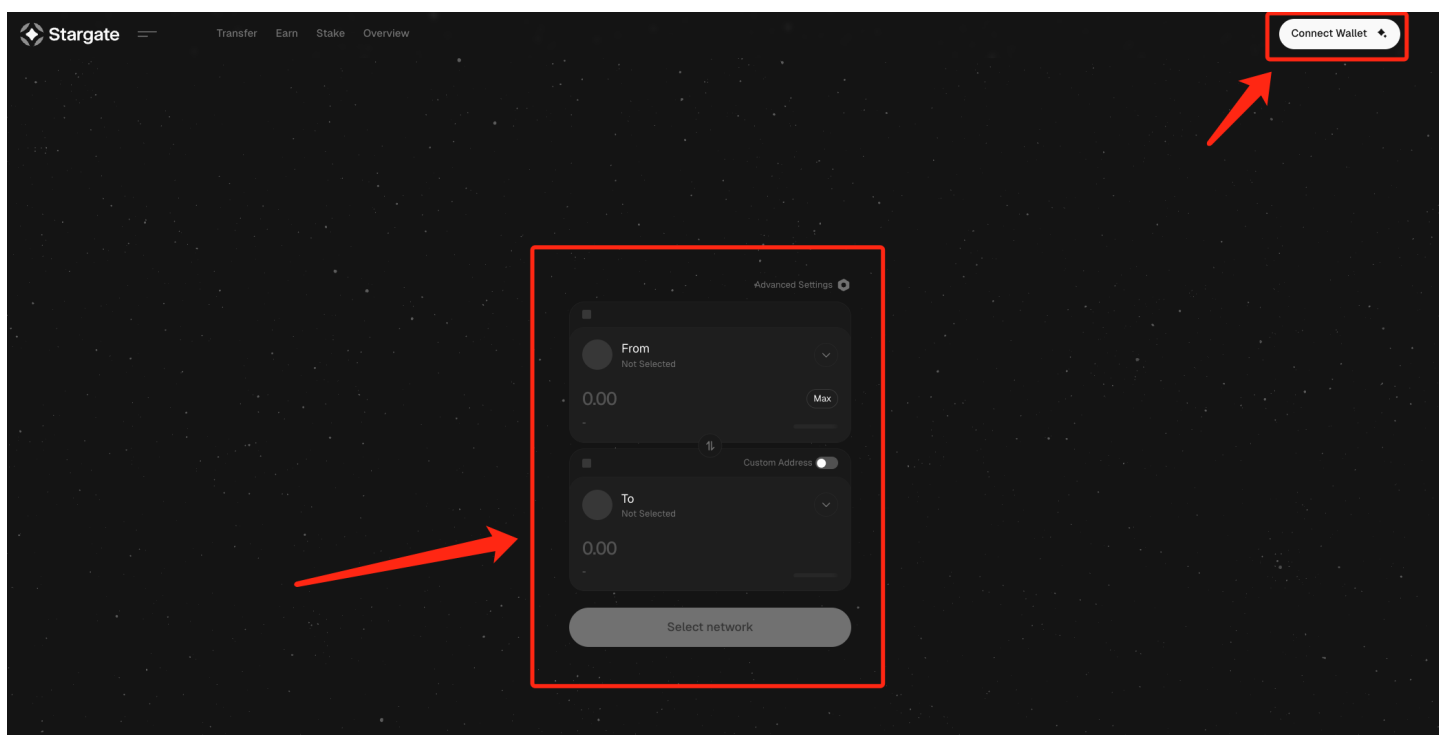 Stargate
Transfer Earn Stake Overview
Connect Wallet
Advanced Settings
From
Not Selected
0.00
Max
-
Custom Address
To
Not Selected
0.00
-
Select network